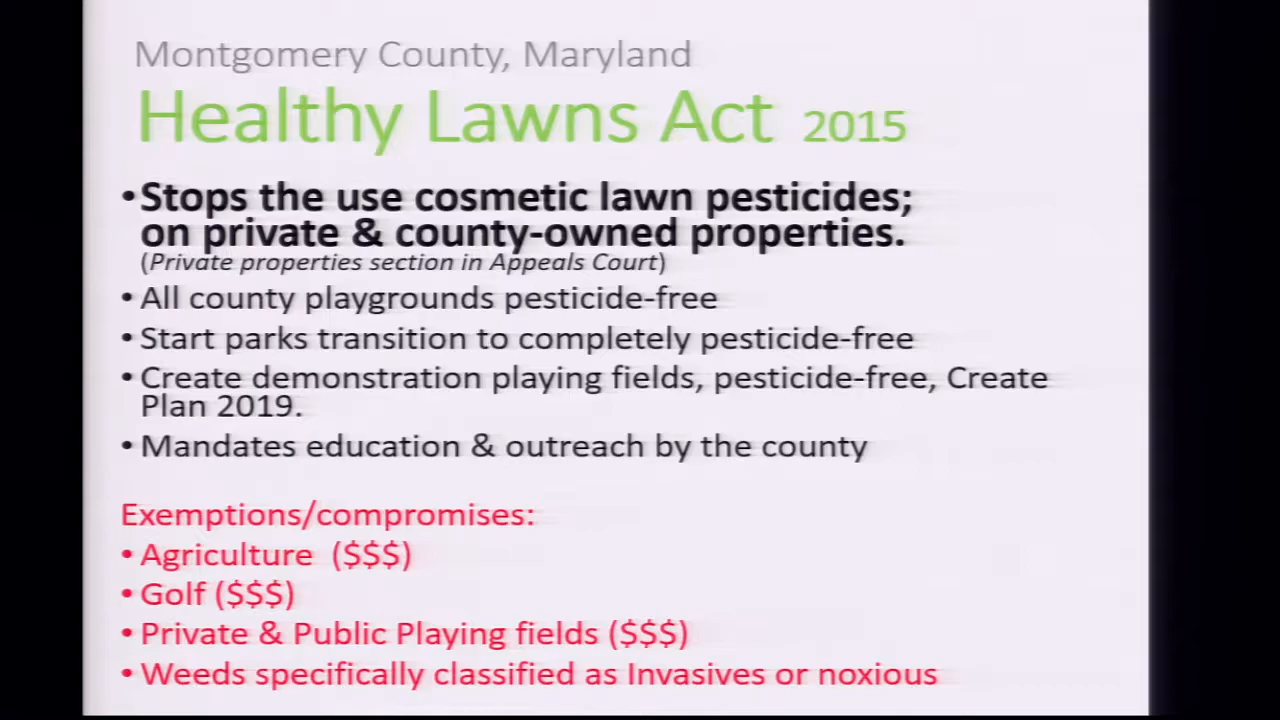 Montgomery County, Maryland
Healthy Lawns Act 2015
•Stops the use cosmetic lawn pesticides;
on private & county-owned properties.
(Private properties section in Appeals Court)
• All county playgrounds pesticide-free
• Start parks transition to completely pesticide-free
• Create demonstration playing fields, pesticide-free, Create
Plan 2019.
• Mandates education & outreach by the county
Exemptions/compromises:
• Agriculture ($$$)
• Golf ($$$)
• Private & Public Playing fields ($$$)
• Weeds specifically classified as Invasives or noxious